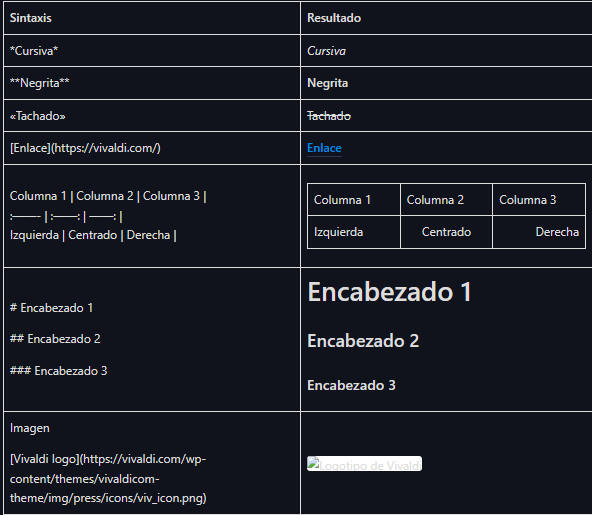 Sintaxis Resultado
*Cursiva* Cursiva
**Negrita** Negrita
«Tachado» Tachado
[Enlace](https://vivaldi.com/) Enlace
Columna 1 | Columna 2 | Columna 3 |
:——- | :——: | ——: |
Izquierda | Centrado | Derecha |
Columna 1 Columna 2 Columna 3
Izquierda Centrado Derecha
# Encabezado 1
## Encabezado 2
### Encabezado 3
Encabezado 1
Encabezado 2
Encabezado 3
Imagen
[Vivaldi logo](https://vivaldi.com/wp-
content/themes/vivaldicom-
theme/img/press/icons/viv_icon.png)
Logotipo de Vivaldi